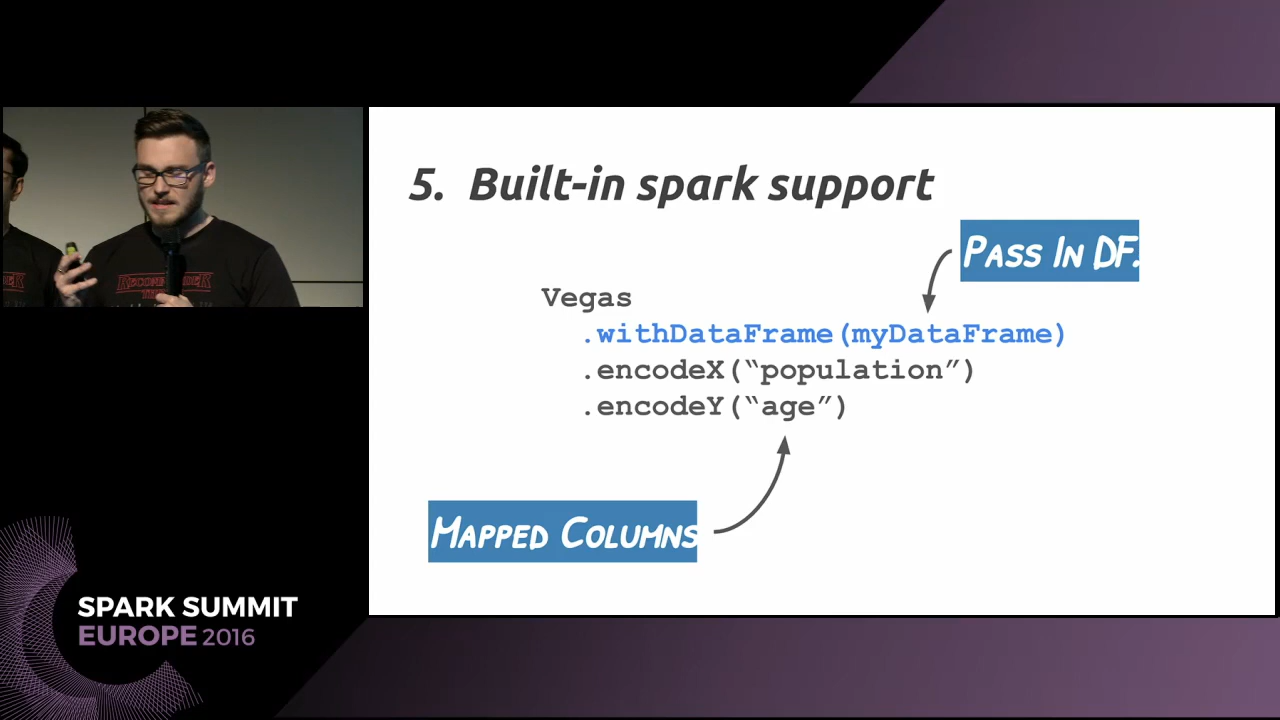 5. Built-in spark support
PASS IN DF.
Vegas
.withDataFrame(myDataFrame)
.encodeX(“population”)
.encodeY(“age”)
MAPPED COLUMNS
SPARK SUMMIT
EUROPE 2016